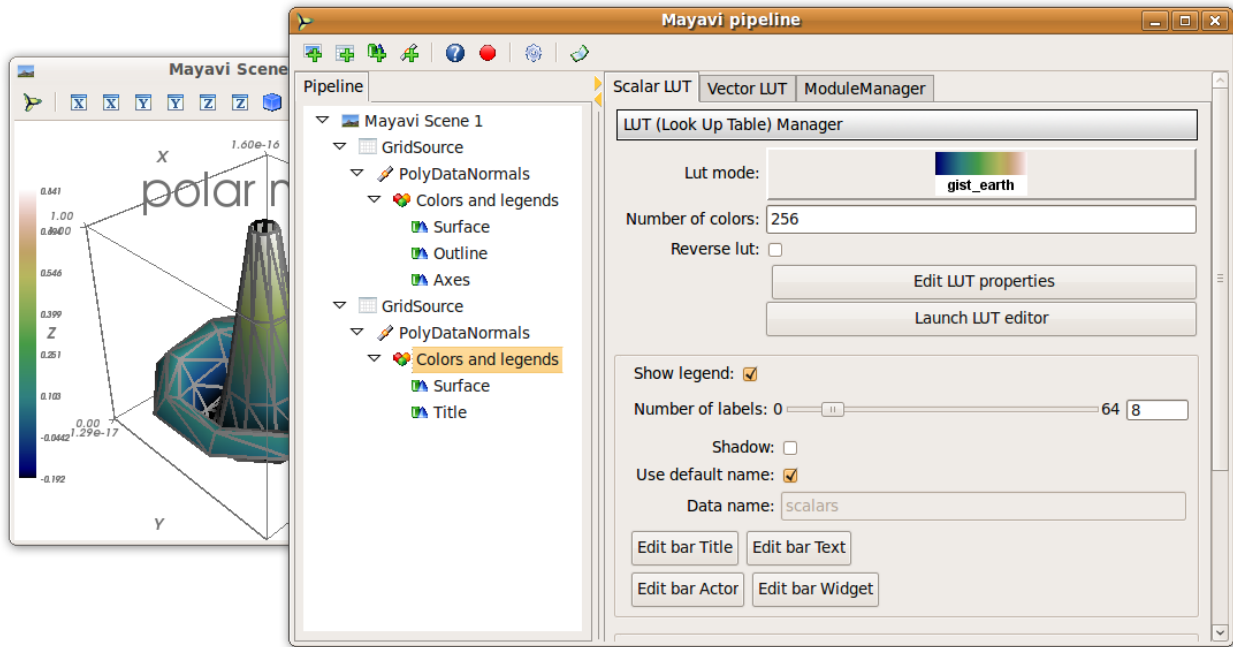 Mayavi pipeline
Mayavi Scene
X X Y Y Z Z
1.60e-16
X
polar
0.841
1.00
0.546
0.399
Z
0.251
0.103
0.00
-0.0442
1.29e-17
-0.192
Y
Pipeline
Mayavi Scene 1
GridSource
PolyDataNormals
Colors and legends
Surface
Outline
Axes
GridSource
PolyDataNormals
Colors and legends
Surface
Title
Scalar LUT Vector LUT ModuleManager
LUT (Look Up Table) Manager
Lut mode:
gist_earth
Number of colors: 256
Reverse lut:
Edit LUT properties
Launch LUT editor
Show legend:
Number of labels: 0 64 8
Shadow:
Use default name:
Data name: scalars
Edit bar Title Edit bar Text
Edit bar Actor Edit bar Widget